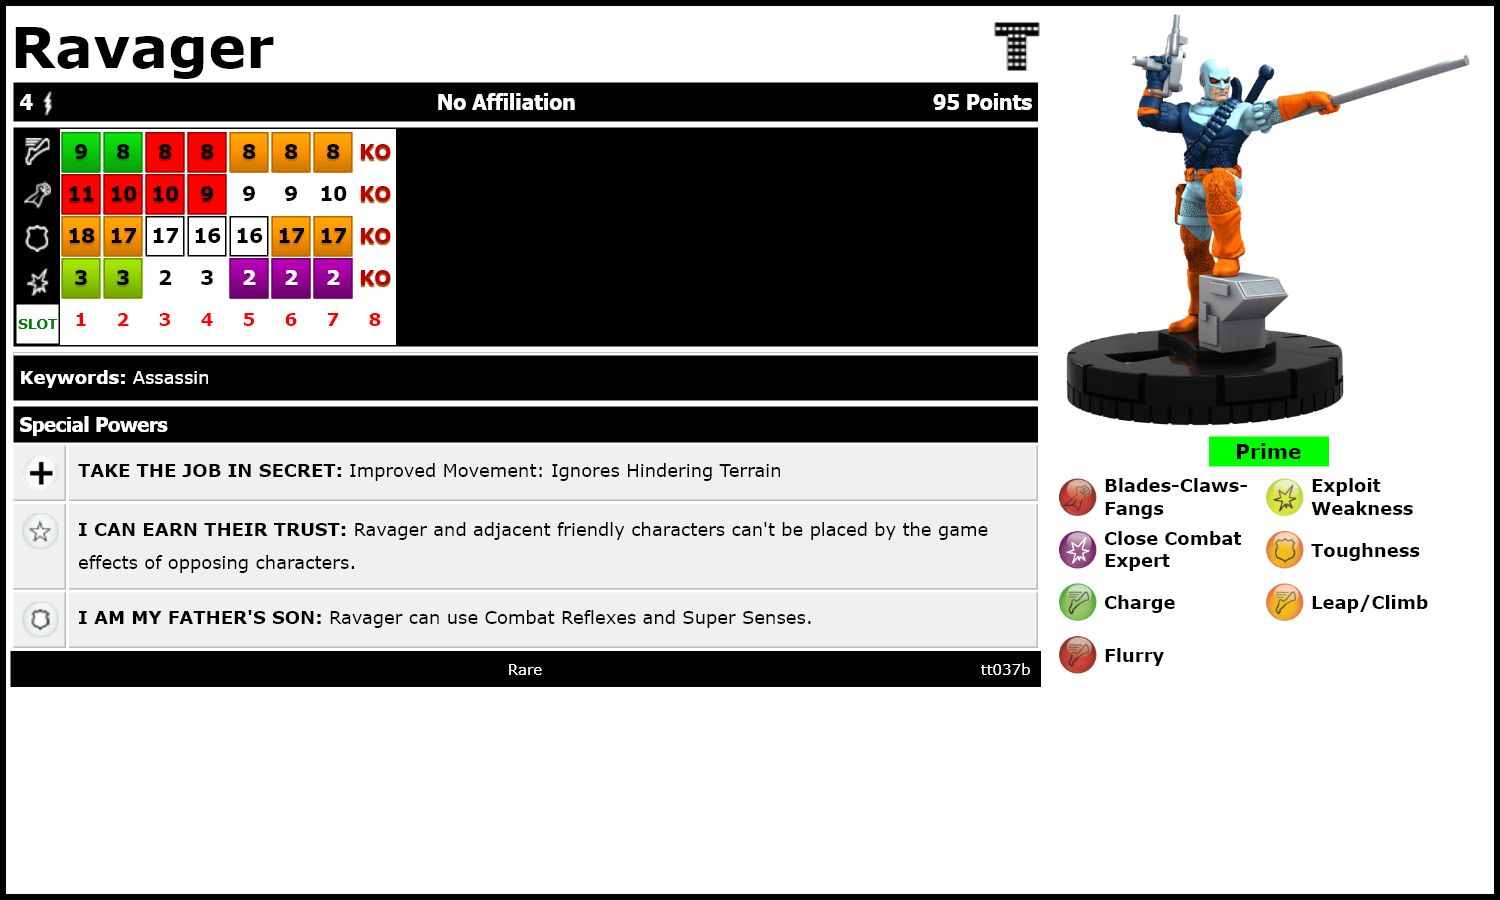 Ravager
T
4 No Affiliation 95 Points
9 8 8 8 8 8 8 KO
11 10 10 9 9 9 10 KO
18 17 17 16 16 17 17 KO
3 3 2 3 2 2 2 KO
SLOT 1 2 3 4 5 6 7 8
Keywords: Assassin
Special Powers
TAKE THE JOB IN SECRET: Improved Movement: Ignores Hindering Terrain
I CAN EARN THEIR TRUST: Ravager and adjacent friendly characters can't be placed by the game
effects of opposing characters.
I AM MY FATHER'S SON: Ravager can use Combat Reflexes and Super Senses.
Rare tt037b
Prime
Blades-Claws-
Fangs
Exploit
Weakness
Close Combat
Expert
Toughness
Charge
Leap/Climb
Flurry